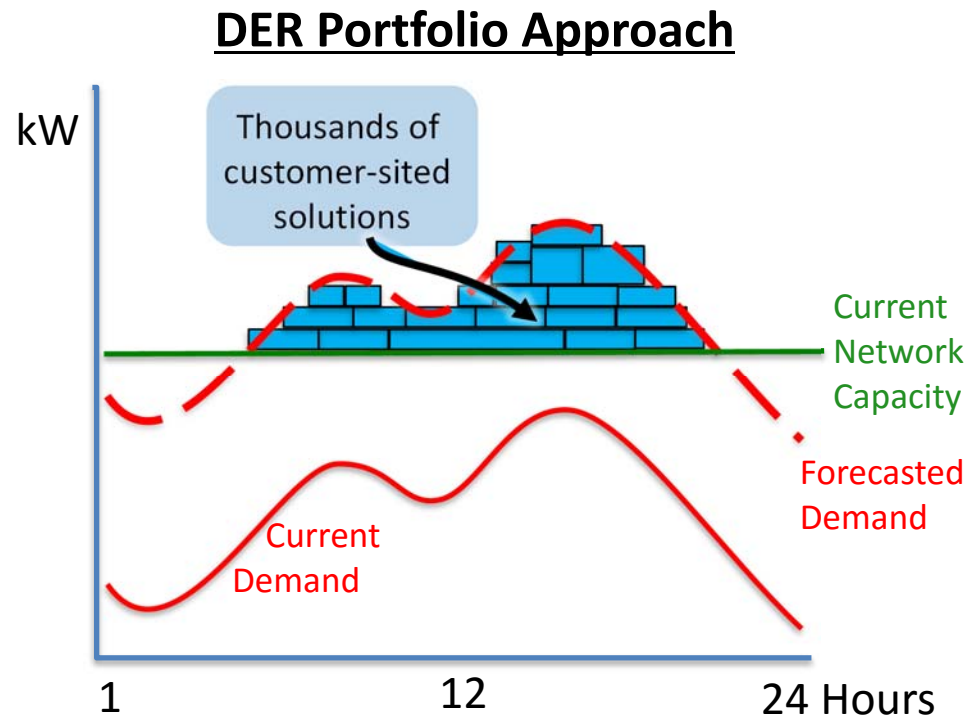 DER Portfolio Approach
kW
Thousands of
customer-sited
solutions
Current
Network
Capacity
Forecasted
Demand
Current
Demand
1
12
24 Hours